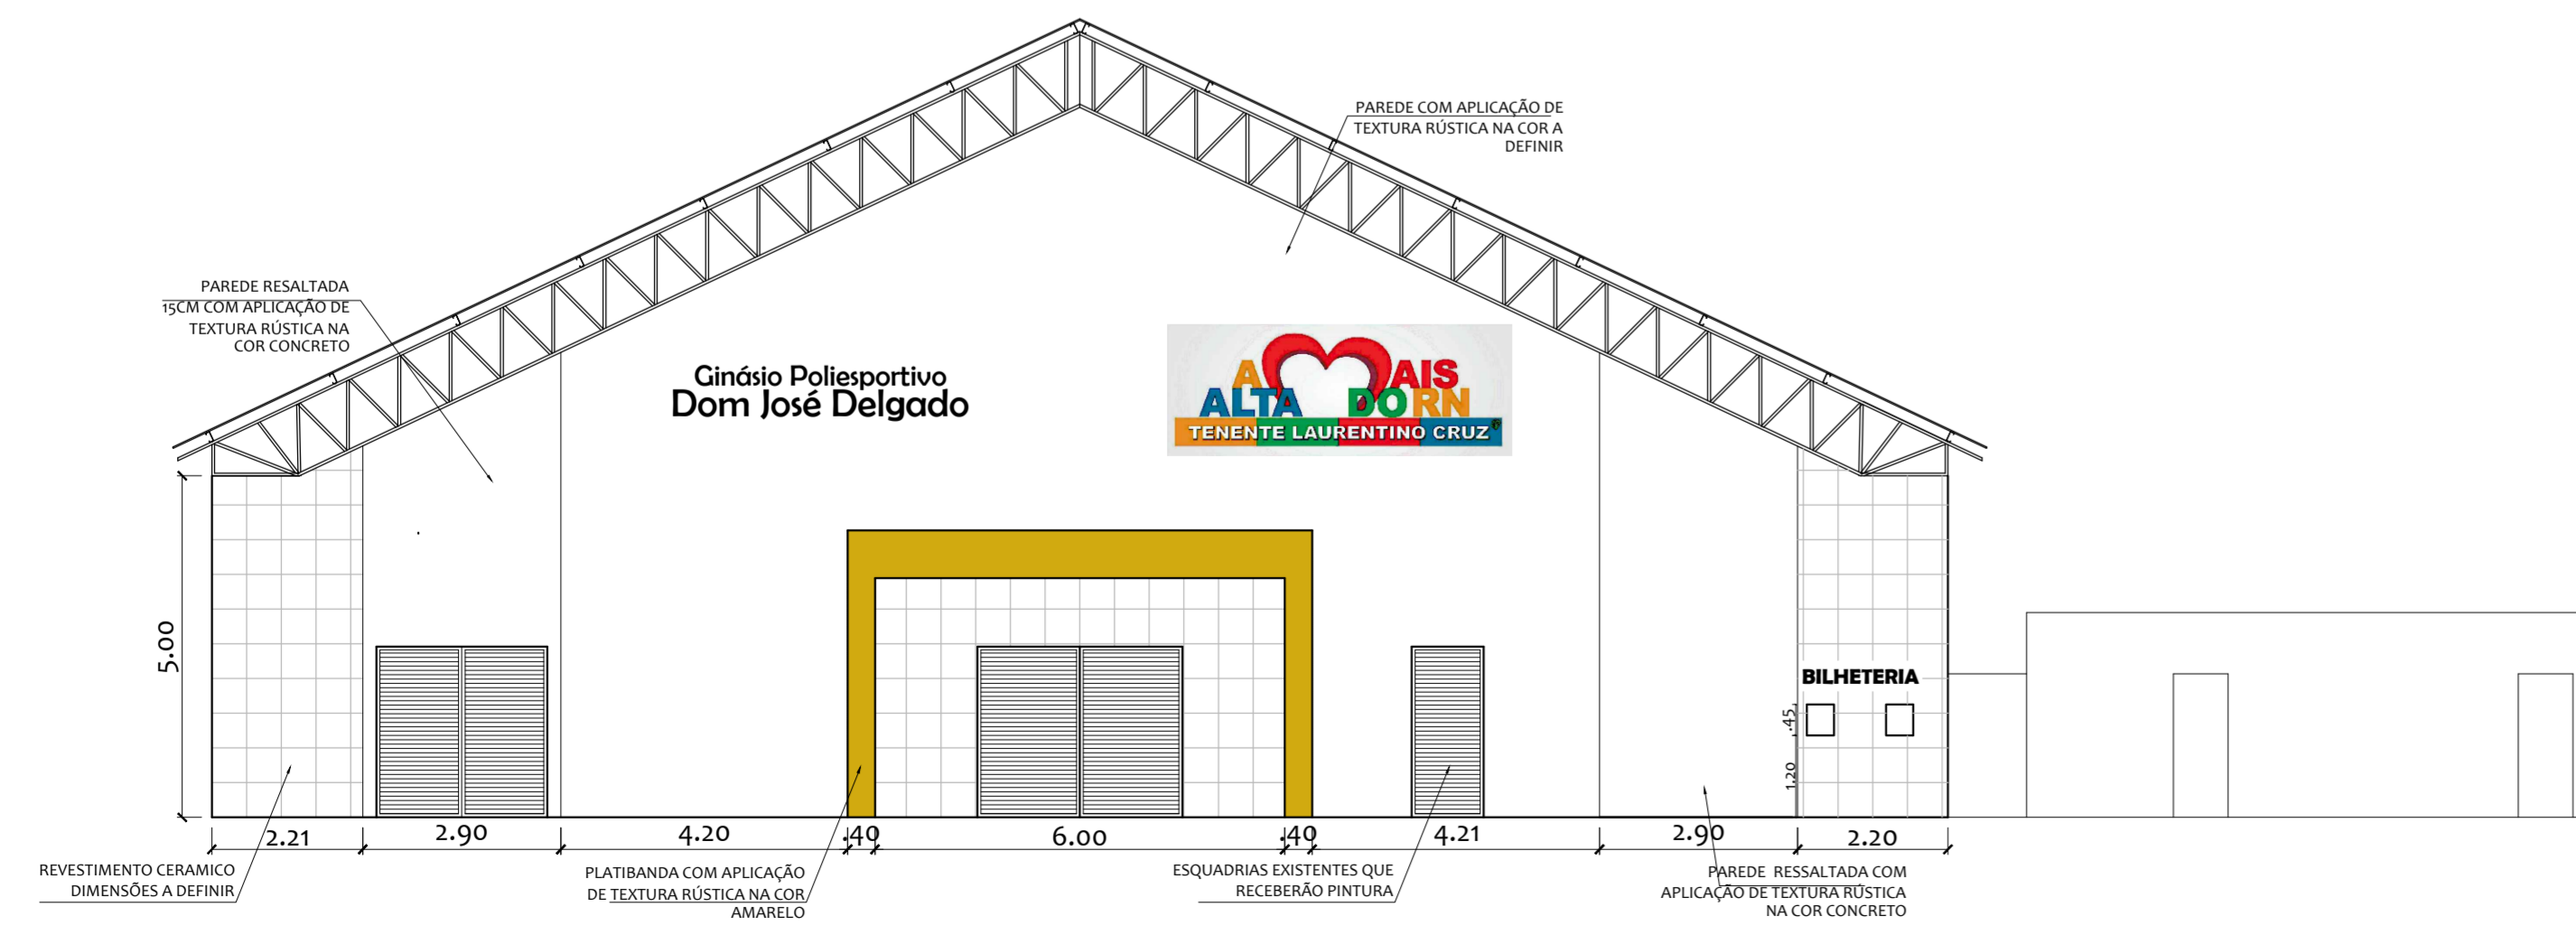 PAREDE COM APLICAÇÃO DE
TEXTURA RÚSTICA NA COR A
DEFINIR
PAREDE RESALTADA
15CM COM APLICAÇÃO DE
TEXTURA RÚSTICA NA
COR CONCRETO
Ginásio Poliesportivo
Dom José Delgado
A MAIS
ALTA DO RN
TENENTE LAURENTINO CRUZ
5.00
BILHETERIA
.45
1.20
2.21 2.90 4.20 .40 6.00 .40 4.21 2.90 2.20
REVESTIMENTO CERAMICO
DIMENSÕES A DEFINIR
PLATIBANDA COM APLICAÇÃO
DE TEXTURA RÚSTICA NA COR
AMARELO
ESQUADRIAS EXISTENTES QUE
RECEBERÃO PINTURA
PAREDE RESSALTADA COM
APLICAÇÃO DE TEXTURA RÚSTICA
NA COR CONCRETO